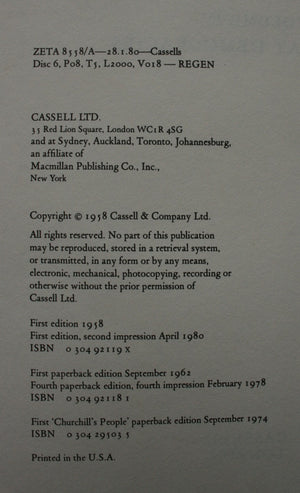 ZETA 8558/A—28.1.80—Cassells
Disc 6, P08, T5, L2000, V018 — REGEN
CASSELL LTD.
35 Red Lion Square, London WC1R 4SG
and at Sydney, Auckland, Toronto, Johannesburg,
an affiliate of
Macmillan Publishing Co., Inc.,
New York
Copyright © 1958 Cassell & Company Ltd.
All rights reserved. No part of this publication
may be reproduced, stored in a retrieval system,
or transmitted, in any form or by any means,
electronic, mechanical, photocopying, recording or
otherwise without the prior permission of
Cassell Ltd.
First edition 1958
First edition, second impression April 1980
ISBN 0 304 92119 X
First paperback edition September 1962
Fourth paperback edition, fourth impression February 1978
ISBN 0 304 92118 1
First 'Churchill's People' paperback edition September 1974
ISBN 0 304 29503 5
Printed in the U.S.A.